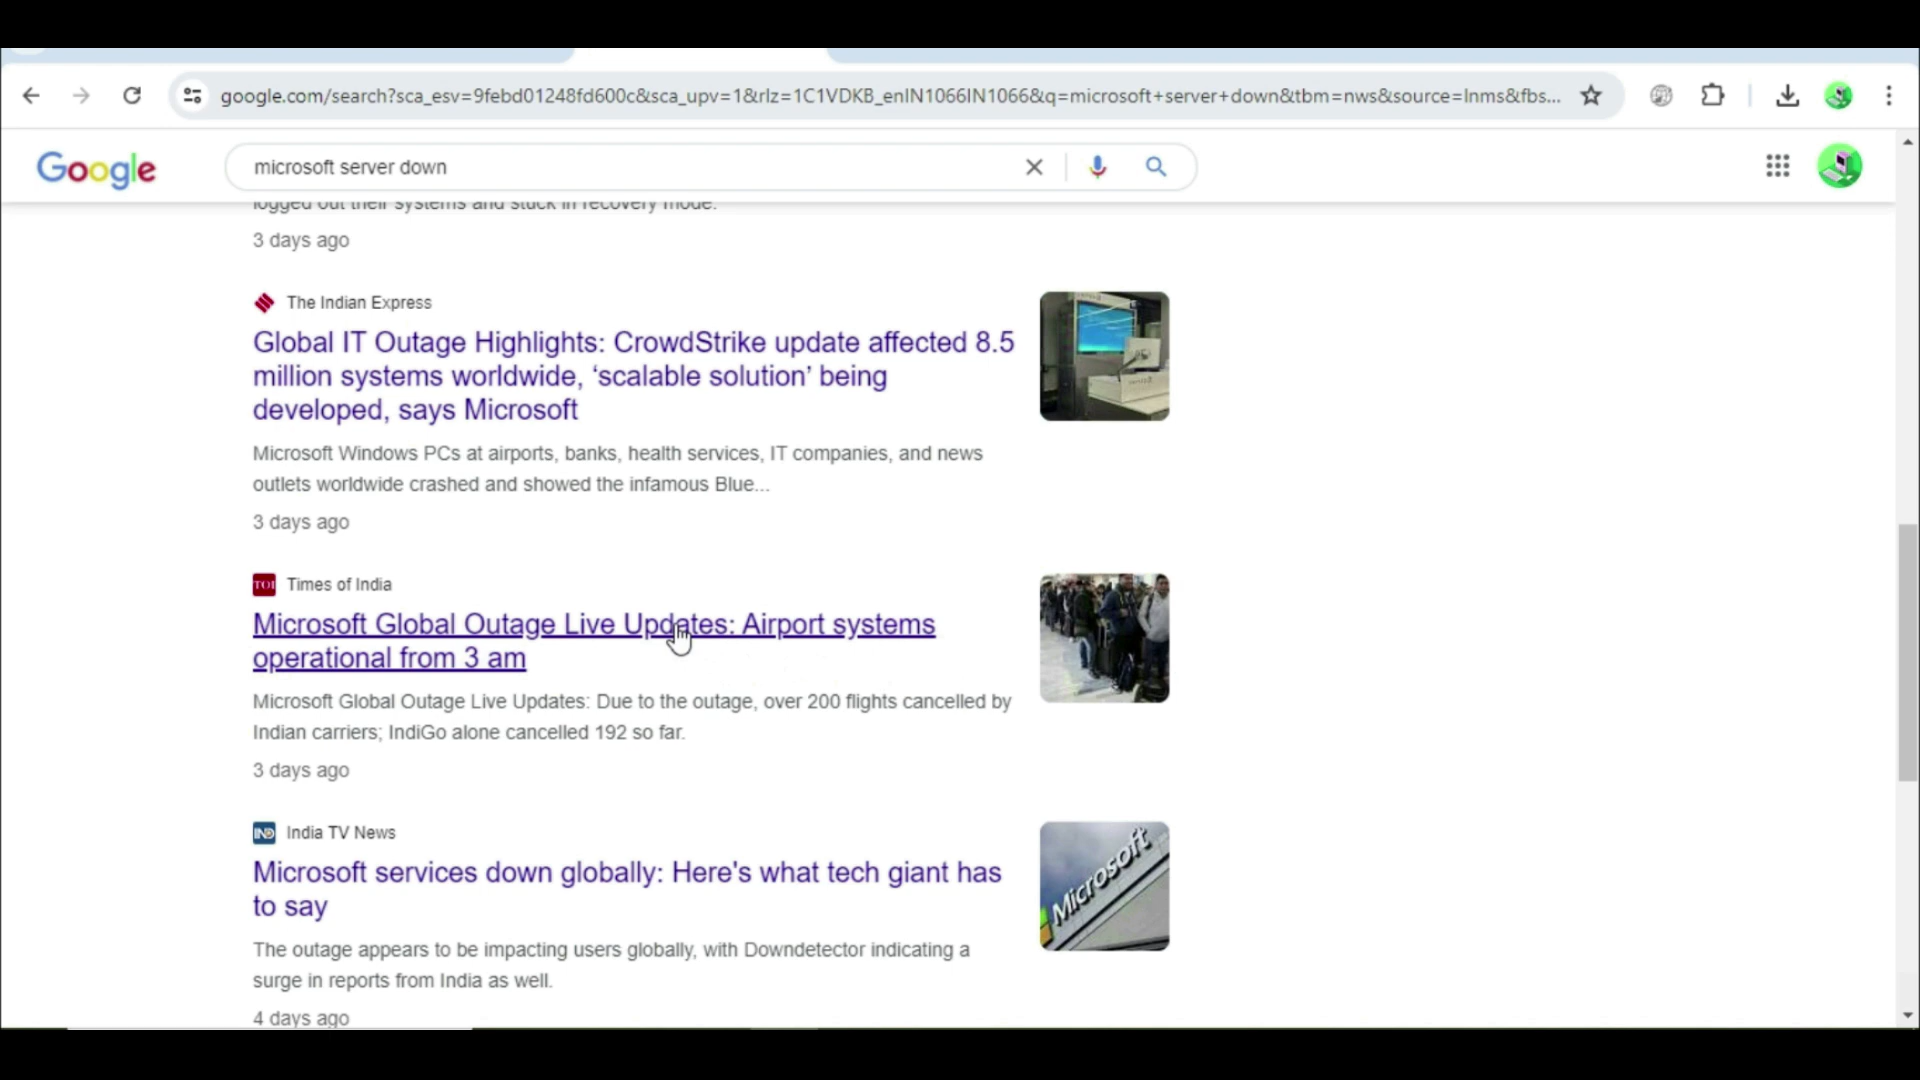 google.com/search?sca_esv=9febd01248fd600c&sca_upv=1&rlz=1C1VDKB_enIN1066IN1066&q=microsoft+server+down&tbm=nws&source=lnms&fbs...
Google
microsoft server down
logged out their systems and stuck in recovery mode.
3 days ago
The Indian Express
Global IT Outage Highlights: CrowdStrike update affected 8.5
million systems worldwide, ‘scalable solution’ being
developed, says Microsoft
Microsoft Windows PCs at airports, banks, health services, IT companies, and news
outlets worldwide crashed and showed the infamous Blue...
3 days ago
TOI Times of India
Microsoft Global Outage Live Updates: Airport systems
operational from 3 am
Microsoft Global Outage Live Updates: Due to the outage, over 200 flights cancelled by
Indian carriers; IndiGo alone cancelled 192 so far.
3 days ago
India TV News
Microsoft services down globally: Here's what tech giant has
to say
Microsoft
The outage appears to be impacting users globally, with Downdetector indicating a
surge in reports from India as well.
4 days ago